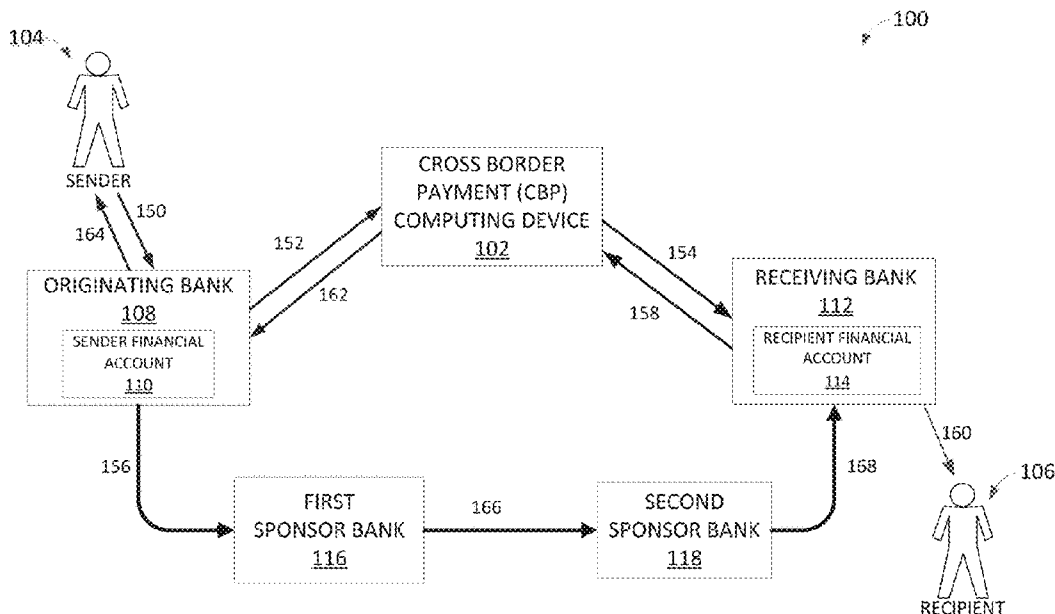 104
100
SENDER
150
164
CROSS BORDER
PAYMENT (CBP)
COMPUTING DEVICE
102
152
162
154
158
ORIGINATING BANK
108
SENDER FINANCIAL
ACCOUNT
110
RECEIVING BANK
112
RECIPIENT FINANCIAL
ACCOUNT
114
156
FIRST
SPONSOR BANK
116
166
SECOND
SPONSOR BANK
118
168
160
106
RECIPIENT